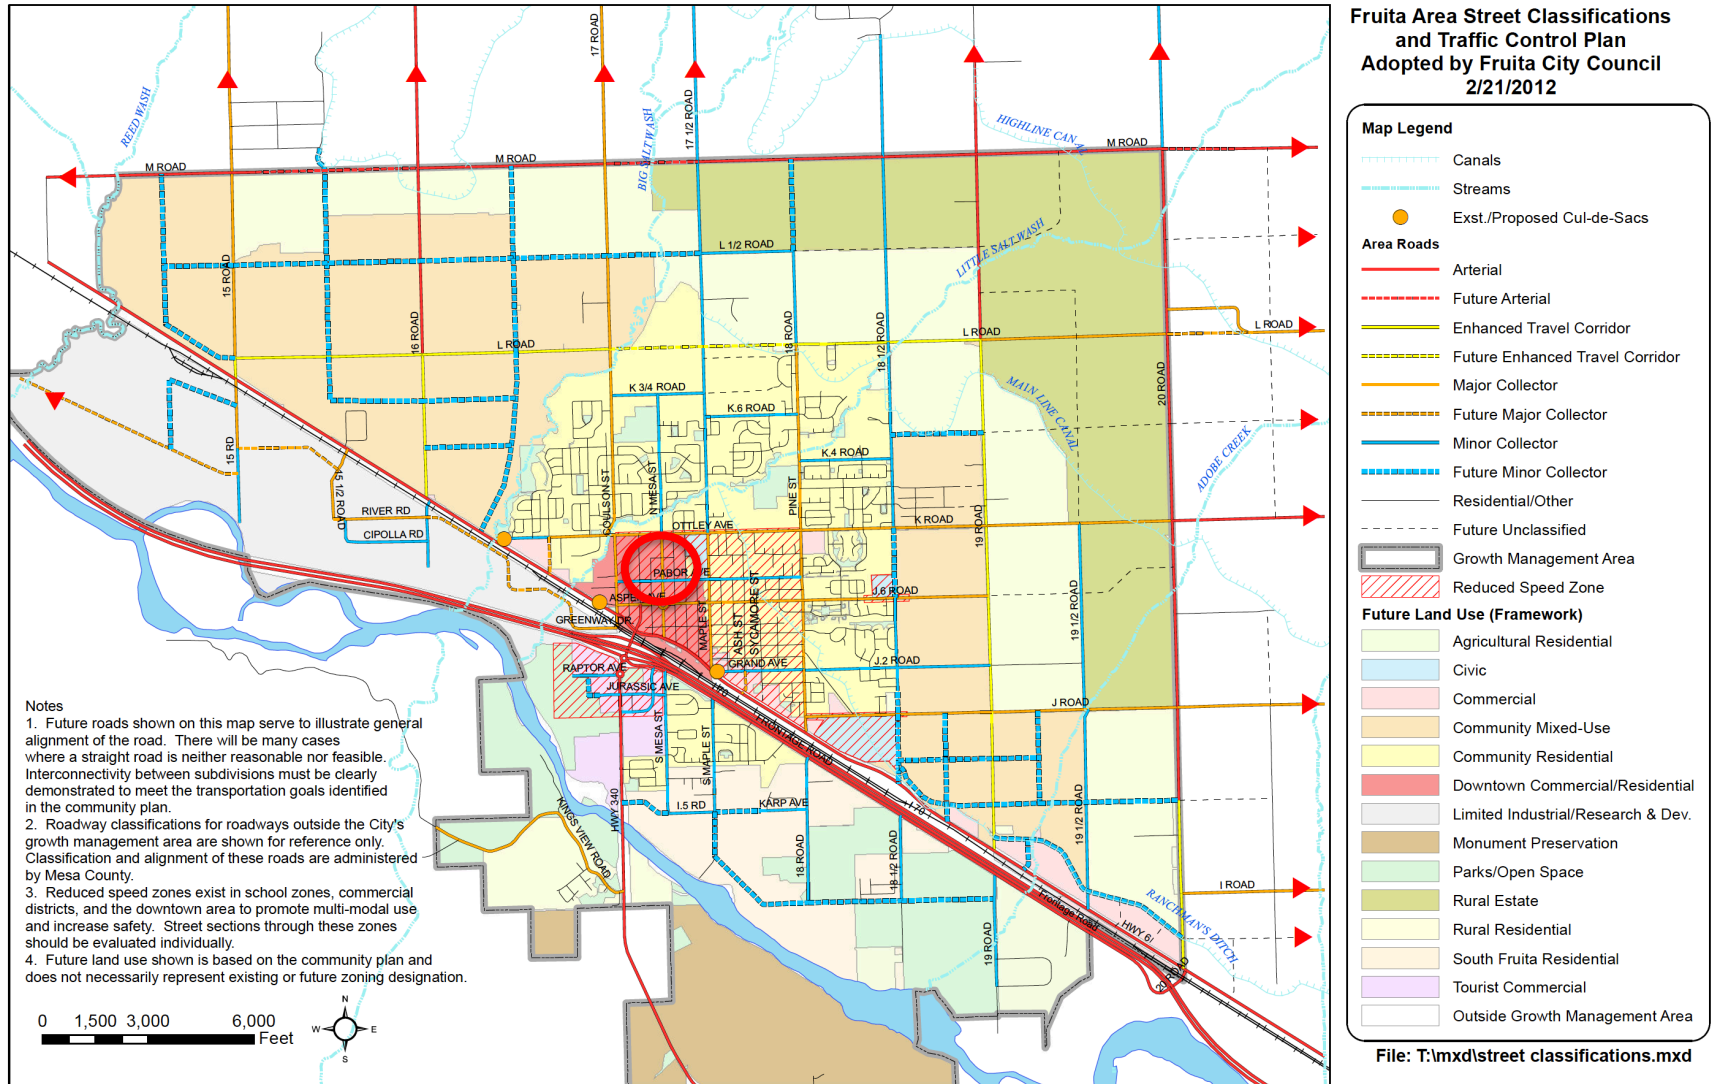 Fruita Area Street Classifications
and Traffic Control Plan
Adopted by Fruita City Council
2/21/2012
Map Legend
Canals
Streams
Exst./Proposed Cul-de-Sacs
Area Roads
Arterial
Future Arterial
Enhanced Travel Corridor
Future Enhanced Travel Corridor
Major Collector
Future Major Collector
Minor Collector
Future Minor Collector
Residential/Other
Future Unclassified
Growth Management Area
Reduced Speed Zone
Future Land Use (Framework)
Agricultural Residential
Civic
Commercial
Community Mixed-Use
Community Residential
Downtown Commercial/Residential
Limited Industrial/Research & Dev.
Monument Preservation
Parks/Open Space
Rural Estate
Rural Residential
South Fruita Residential
Tourist Commercial
Outside Growth Management Area
File: T:\mxd\street classifications.mxd
17 ROAD
REED WASH
BIG SALT WASH
17 1/2 ROAD
HIGHLINE CANAL
M ROAD
M ROAD
M ROAD
L 1/2 ROAD
LITTLE SALT WASH
15 ROAD
16 ROAD
18 ROAD
18 1/2 ROAD
L ROAD
L ROAD
L ROAD
20 ROAD
K 3/4 ROAD
K.6 ROAD
MAIN LINE CANAL
ADOBE CREEK
15 RD
15 1/2 ROAD
K.4 ROAD
COULSON ST
N MESA ST
PINE ST
19 ROAD
RIVER RD
CIPOLLA RD
OTTLEY AVE
K ROAD
PABOR AVE
J.6 ROAD
GREENWAY DR.
MAPLE ST
ASH ST
SYCAMORE ST
19 1/2 ROAD
RAPTOR AVE
JURASSIC AVE
GRAND AVE
J.2 ROAD
J ROAD
S MESA ST
S MAPLE ST
I-70
FRONTAGE ROAD
HWY 340
KINGS VIEW ROAD
I.5 RD
KARP AVE
I-70
18 ROAD
18 1/2 ROAD
19 1/2 ROAD
19 ROAD
I ROAD
RANCHMAN'S DITCH
Frontage Road
HWY 6
20 ROAD
Notes
1. Future roads shown on this map serve to illustrate general
alignment of the road. There will be many cases
where a straight road is neither reasonable nor feasible.
Interconnectivity between subdivisions must be clearly
demonstrated to meet the transportation goals identified
in the community plan.
2. Roadway classifications for roadways outside the City's
growth management area are shown for reference only.
Classification and alignment of these roads are administered
by Mesa County.
3. Reduced speed zones exist in school zones, commercial
districts, and the downtown area to promote multi-modal use
and increase safety. Street sections through these zones
should be evaluated individually.
4. Future land use shown is based on the community plan and
does not necessarily represent existing or future zoning designation.
N
W E
S
0 1,500 3,000 6,000
Feet